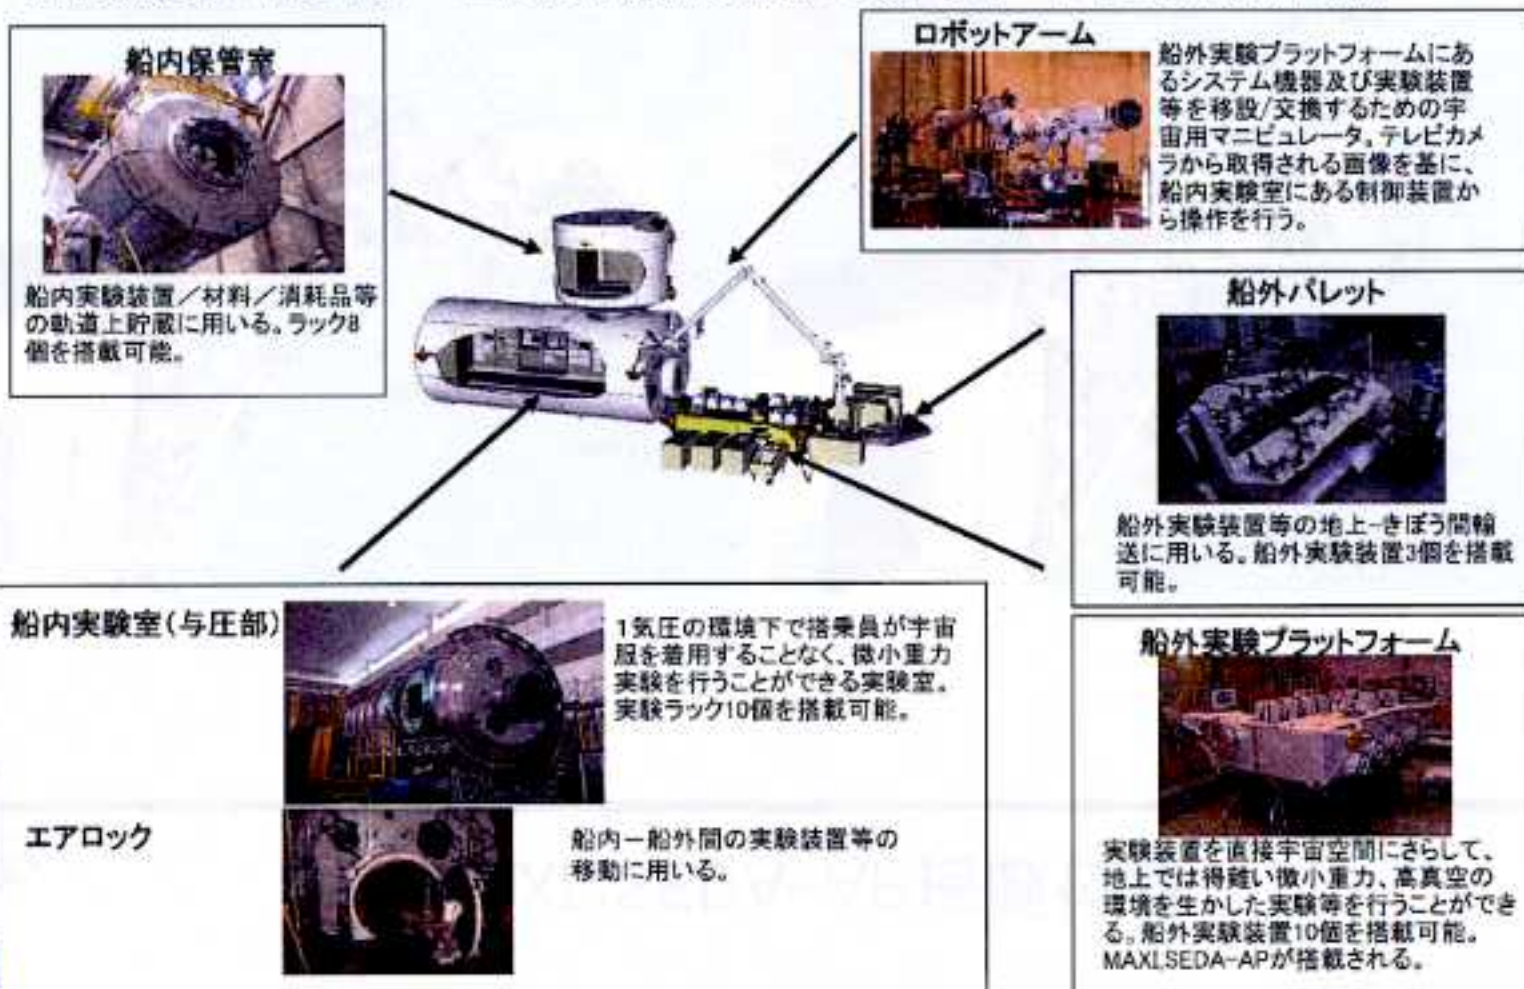 船内保管室
船内実験装置／材料／消耗品等
の軌道上貯蔵に用いる。ラック8
個を搭載可能。
ロボットアーム
船外実験プラットフォームにあ
るシステム機器及び実験装置
等を移設/交換するための宇
宙用マニピュレータ。テレビカメ
ラから取得される画像を基に、
船内実験室にある制御装置か
ら操作を行う。
船外パレット
船外実験装置等の地上-きぼう間輸
送に用いる。船外実験装置3個を搭載
可能。
船内実験室(与圧部)
1気圧の環境下で搭乗員が宇宙
服を着用することなく、微小重力
実験を行うことができる実験室。
実験ラック10個を搭載可能。
エアロック
船内－船外間の実験装置等の
移動に用いる。
船外実験プラットフォーム
実験装置を直接宇宙空間にさらして、
地上では得難い微小重力、高真空の
環境を生かした実験等を行うことができ
る。船外実験装置10個を搭載可能。
MAXI,SEDA-APが搭載される。